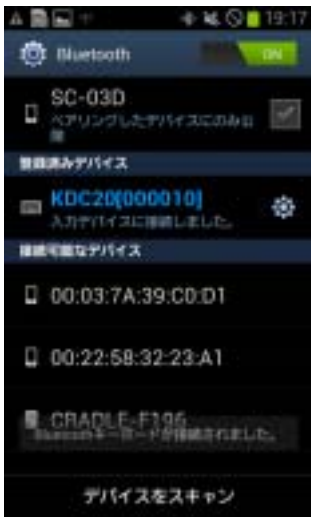 19:17
Bluetooth
ON
SC-03D
ペアリングしたデバイスにのみ公
開
登録済みデバイス
KDC20[000010]
入力デバイスに接続しました。
接続可能なデバイス
00:03:7A:39:C0:D1
00:22:58:32:23:A1
CRADLE-F196
Bluetoothキーボードが接続されました。
デバイスをスキャン